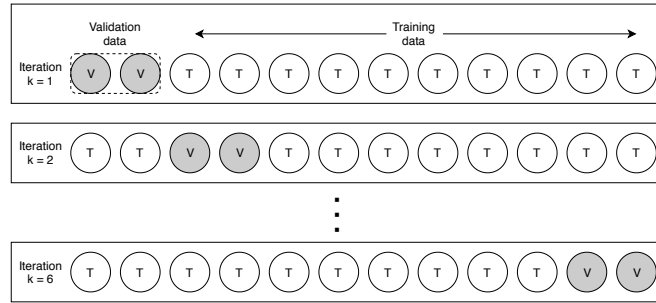 Validation
data
Training
data
Iteration
k = 1
V V T T T T T T T T T T
Iteration
k = 2
T T V V T T T T T T T T
Iteration
k = 6
T T T T T T T T T T V V